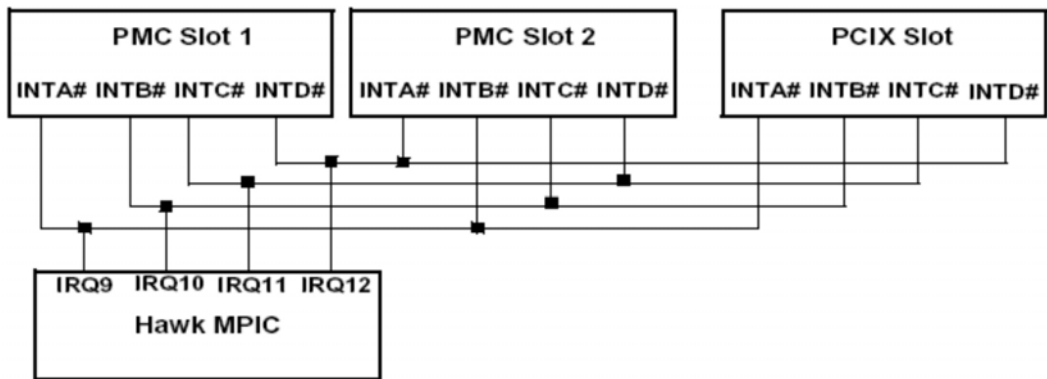 PMC Slot 1
INTA# INTB# INTC# INTD#
PMC Slot 2
INTA# INTB# INTC# INTD#
PCIX Slot
INTA# INTB# INTC# INTD#
IRQ9 IRQ10 IRQ11 IRQ12
Hawk MPIC